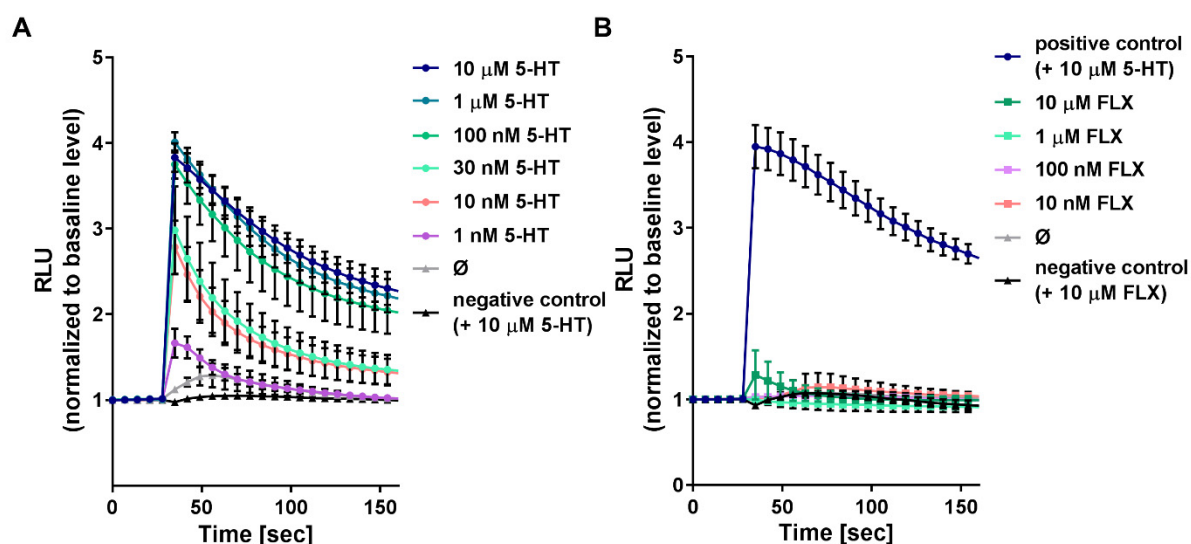 A
RLU
(normalized to basaline level)
5
4
3
2
1
0
0
50
100
150
Time [sec]
10 μM 5-HT
1 μM 5-HT
100 nM 5-HT
30 nM 5-HT
10 nM 5-HT
1 nM 5-HT
Ø
negative control
(+ 10 μM 5-HT)
B
RLU
(normalized to baseline level)
5
4
3
2
1
0
0
50
100
150
Time [sec]
positive control
(+ 10 μM 5-HT)
10 μM FLX
1 μM FLX
100 nM FLX
10 nM FLX
Ø
negative control
(+ 10 μM FLX)